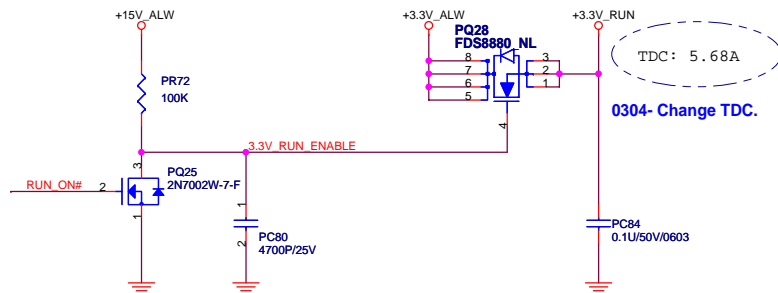 +15V_ALW
+3.3V_ALW
+3.3V_RUN
PQ28
FDS8880_NL
TDC: 5.68A
0304- Change TDC.
8
7
6
5
3
2
1
4
PR72
100K
3.3V_RUN_ENABLE
3
PQ25
2N7002W-7-F
RUN_ON#
2
1
1
2
PC80
4700P/25V
PC84
0.1U/50V/0603